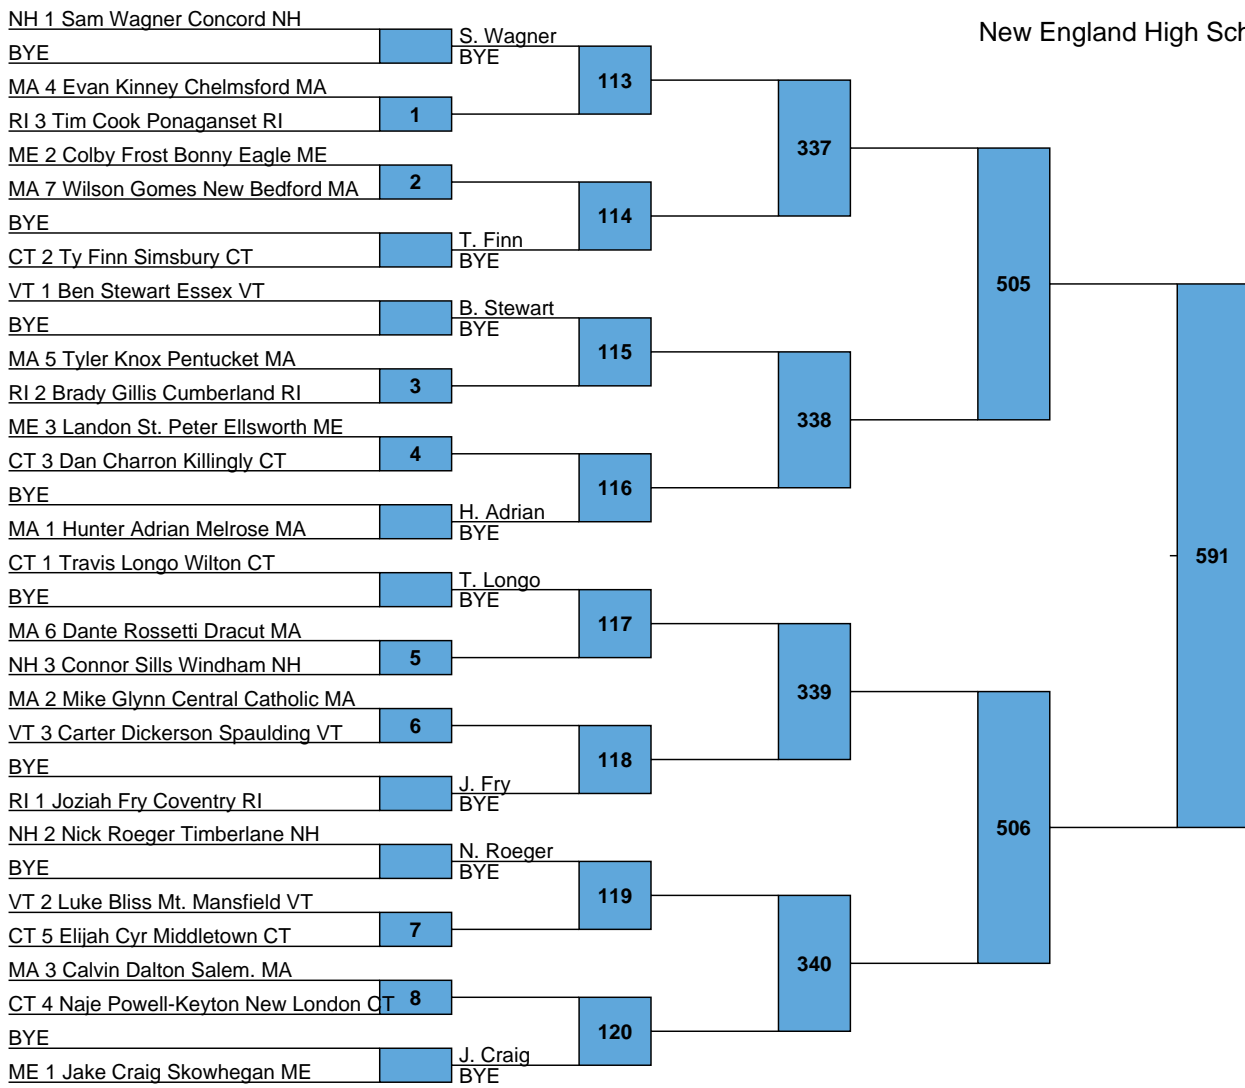 NH 1 Sam Wagner Concord NH
BYE
S. Wagner
BYE
113
New England High Sch
MA 4 Evan Kinney Chelmsford MA
RI 3 Tim Cook Ponaganset RI
1
337
ME 2 Colby Frost Bonny Eagle ME
MA 7 Wilson Gomes New Bedford MA
2
114
BYE
CT 2 Ty Finn Simsbury CT
T. Finn
BYE
505
VT 1 Ben Stewart Essex VT
BYE
B. Stewart
BYE
115
MA 5 Tyler Knox Pentucket MA
RI 2 Brady Gillis Cumberland RI
3
338
ME 3 Landon St. Peter Ellsworth ME
CT 3 Dan Charron Killingly CT
4
116
BYE
MA 1 Hunter Adrian Melrose MA
H. Adrian
BYE
591
CT 1 Travis Longo Wilton CT
BYE
T. Longo
BYE
117
MA 6 Dante Rossetti Dracut MA
NH 3 Connor Sills Windham NH
5
339
MA 2 Mike Glynn Central Catholic MA
VT 3 Carter Dickerson Spaulding VT
6
118
BYE
RI 1 Joziah Fry Coventry RI
J. Fry
BYE
506
NH 2 Nick Roeger Timberlane NH
BYE
N. Roeger
BYE
119
VT 2 Luke Bliss Mt. Mansfield VT
CT 5 Elijah Cyr Middletown CT
7
340
MA 3 Calvin Dalton Salem. MA
CT 4 Naje Powell-Keyton New London CT
8
120
BYE
ME 1 Jake Craig Skowhegan ME
J. Craig
BYE